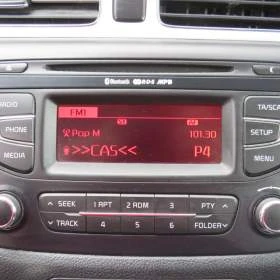 Bluetooth RDS MP3
RADIO
PHONE
MEDIA
FM1
Pop M 101.30
>>CAS<< P4
TA/SCAN
SETUP
MENU
SEEK
TRACK
1 RPT 2 RDM 3
4 5 6
PTY
FOLDER